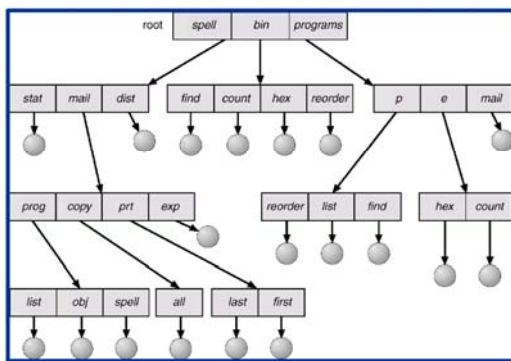 root spell bin programs
stat mail dist find count hex reorder p e mail
prog copy prt exp reorder list find hex count
list obj spell all last first